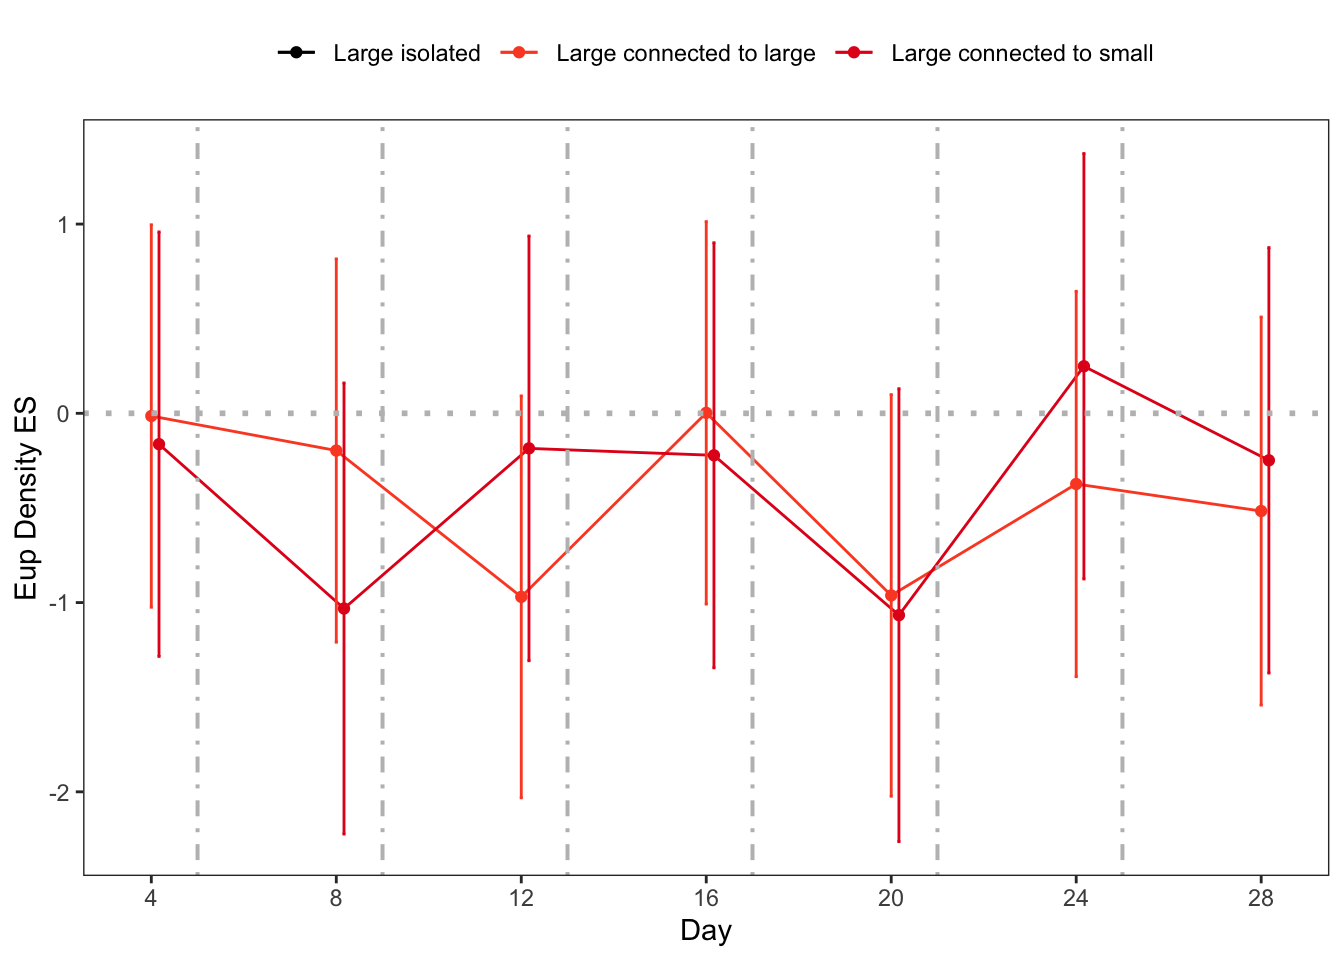 Large isolated Large connected to large Large connected to small
Eup Density ES
1
0
-1
-2
4 8 12 16 20 24 28
Day